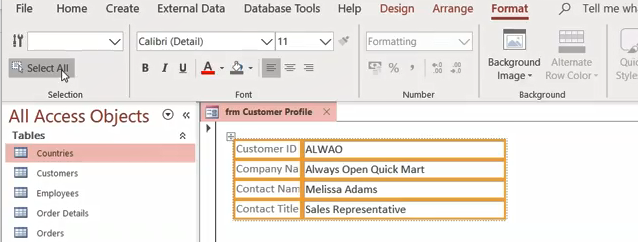 File Home Create External Data Database Tools Help Design Arrange Format Tell me wh
Calibri (Detail) 11 Formatting
Select All B I U A $ % , Background Image Alternate Row Color Quic Styl
Selection Font Number Background
All Access Objects
Tables
Countries
Customers
Employees
Order Details
Orders
frm Customer Profile
Customer ID ALWAO
Company Na Always Open Quick Mart
Contact Nam Melissa Adams
Contact Title Sales Representative